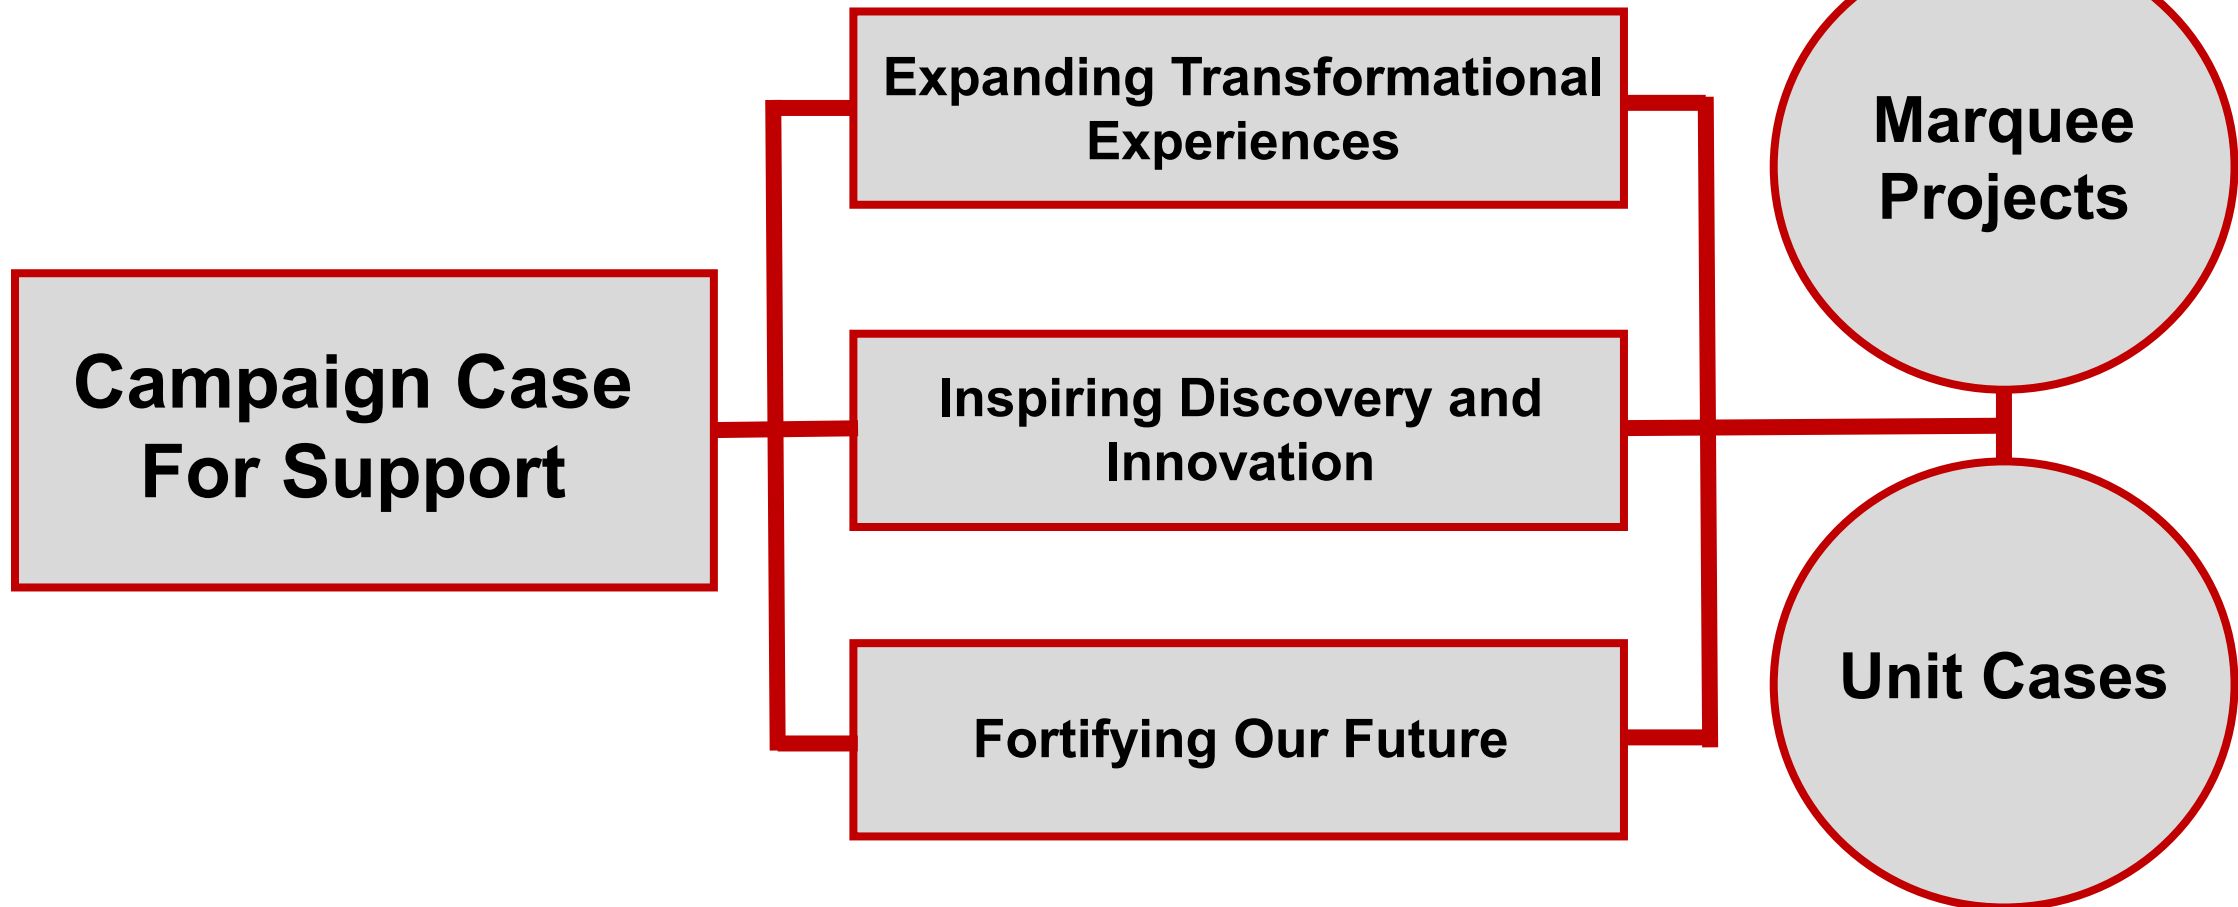 Campaign Case
For Support
Expanding Transformational
Experiences
Inspiring Discovery and
Innovation
Fortifying Our Future
Marquee
Projects
Unit Cases